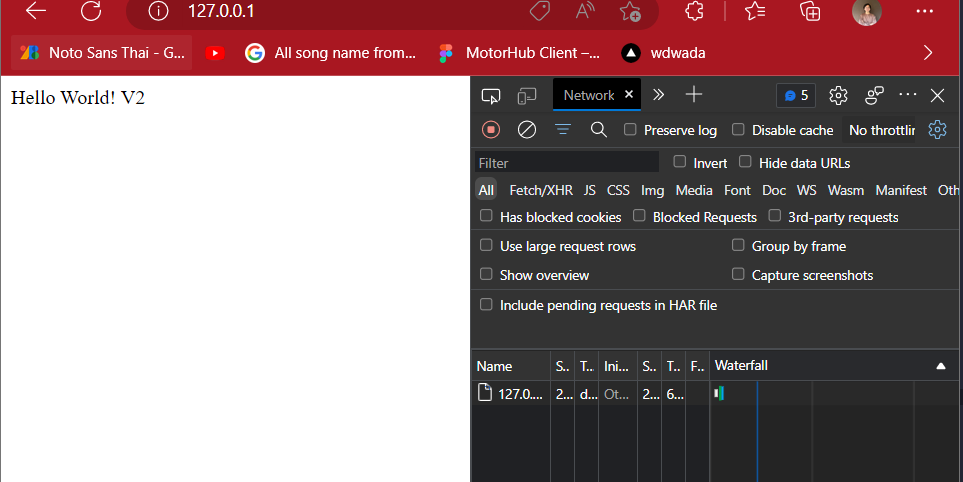 127.0.0.1
Noto Sans Thai - G...
All song name from...
MotorHub Client –...
wdwada
Hello World! V2
Network
5
Preserve log
Disable cache
No throttlir
Filter
Invert
Hide data URLs
All
Fetch/XHR
JS
CSS
Img
Media
Font
Doc
WS
Wasm
Manifest
Oth
Has blocked cookies
Blocked Requests
3rd-party requests
Use large request rows
Group by frame
Show overview
Capture screenshots
Include pending requests in HAR file
Name
S..
T...
Ini...
S..
T..
F..
Waterfall
127.0....
2...
d...
Ot...
2...
6...